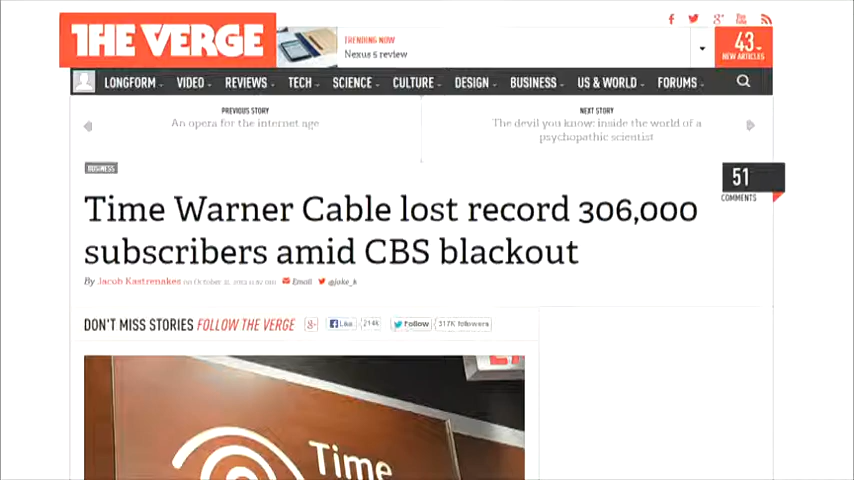 THE VERGE
TRENDING NOW
Nexus 5 review
43
NEW ARTICLES
LONGFORM VIDEO REVIEWS TECH SCIENCE CULTURE DESIGN BUSINESS US & WORLD FORUMS
PREVIOUS STORY
An opera for the internet age
NEXT STORY
The devil you know: inside the world of a
psychopathic scientist
BUSINESS
51
COMMENTS
Time Warner Cable lost record 306,000
subscribers amid CBS blackout
By Jacob Kastrenakes on October Email @jake_k
DON'T MISS STORIES FOLLOW THE VERGE Like 214K Follow 317K followers
Time